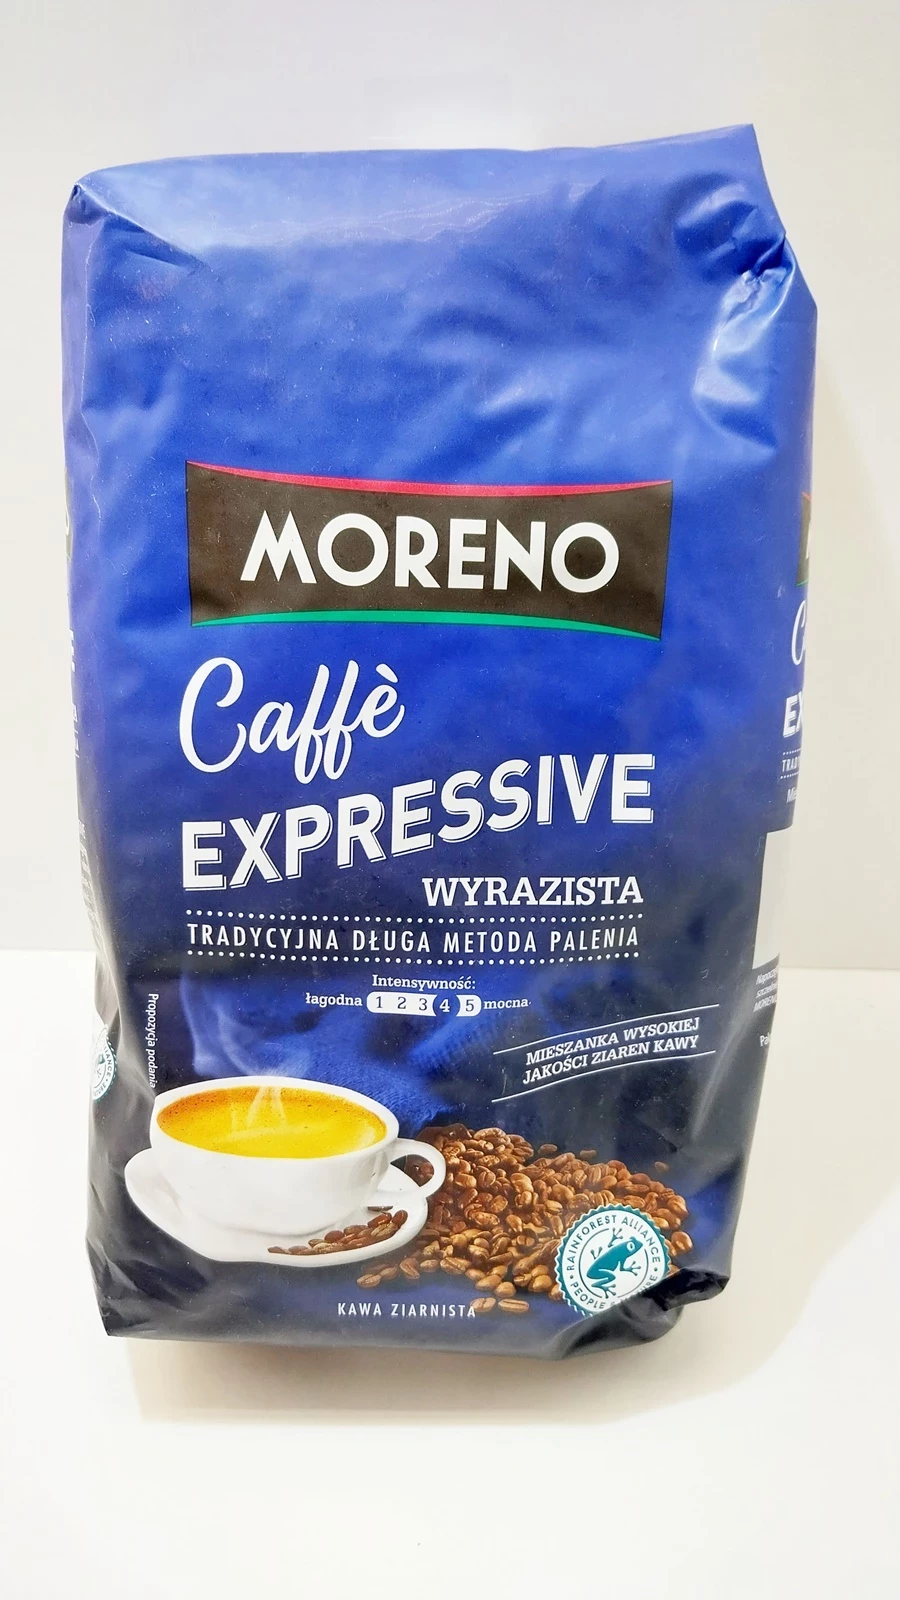 MORENO
Caffè
EXPRESSIVE
WYRAZISTA
TRADYCYJNA DŁUGA METODA PALENIA
Intensywność:
łagodna 1 2 3 4 5 mocna
MIESZANKA WYSOKIEJ
JAKOŚCI ZIAREN KAWY
Propozycja podania
RAINFOREST ALLIANCE
PEOPLE &
KAWA ZIARNISTA